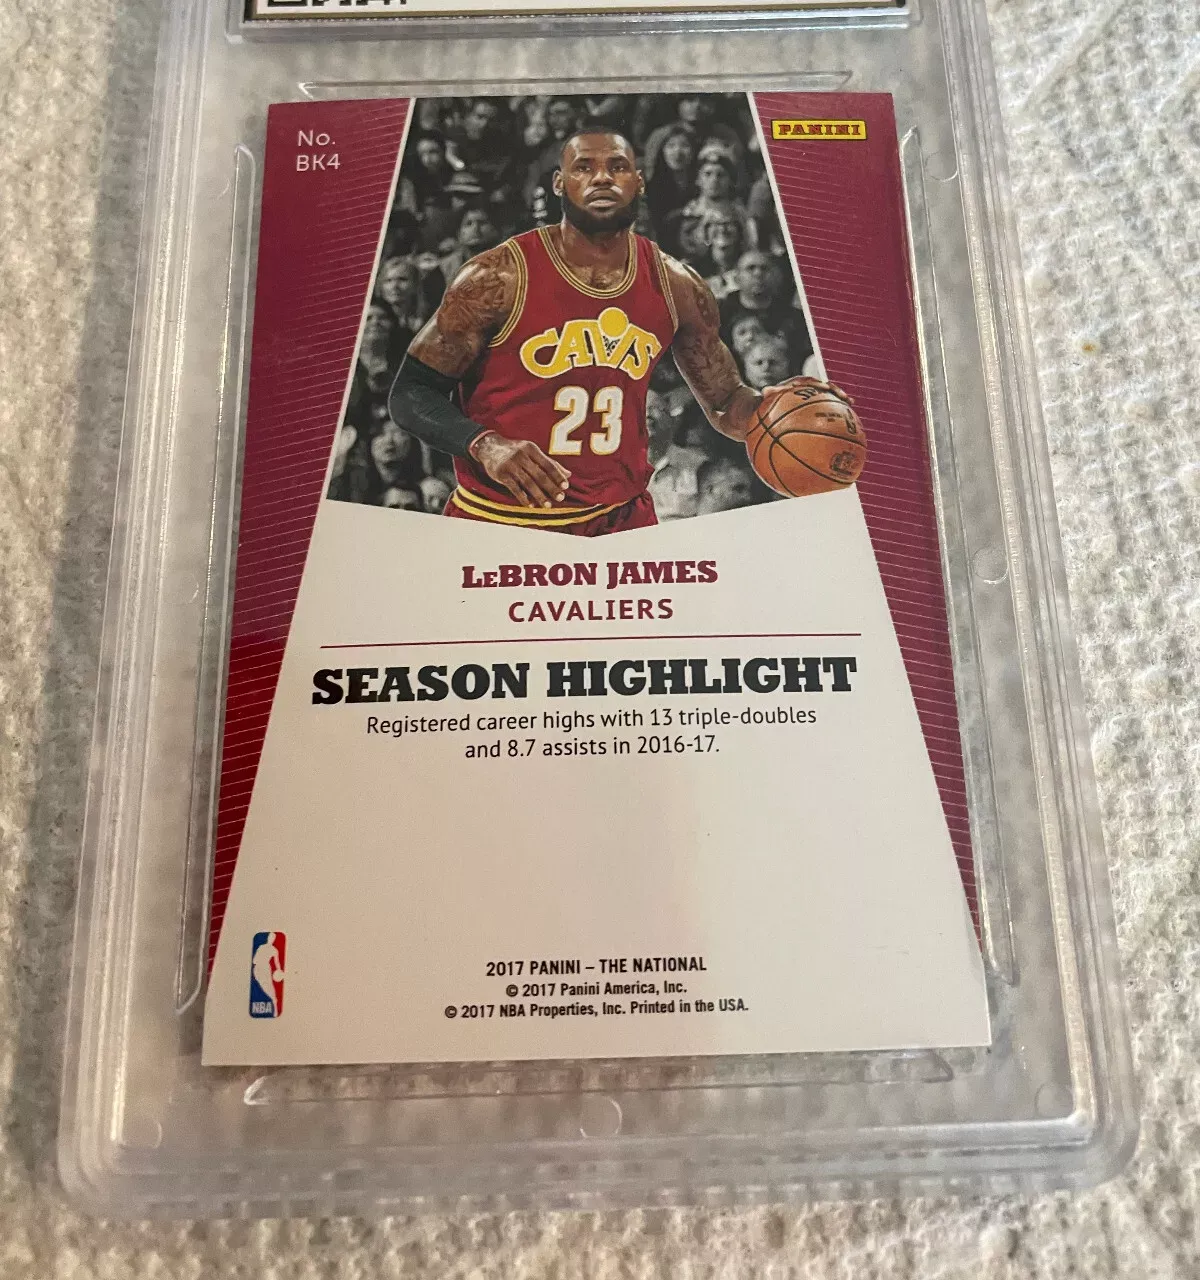 No.
BK4
PANINI
CAVS
23
LeBRON JAMES
CAVALIERS
SEASON HIGHLIGHT
Registered career highs with 13 triple-doubles
and 8.7 assists in 2016-17.
NBA
2017 PANINI – THE NATIONAL
© 2017 Panini America, Inc.
© 2017 NBA Properties, Inc. Printed in the USA.